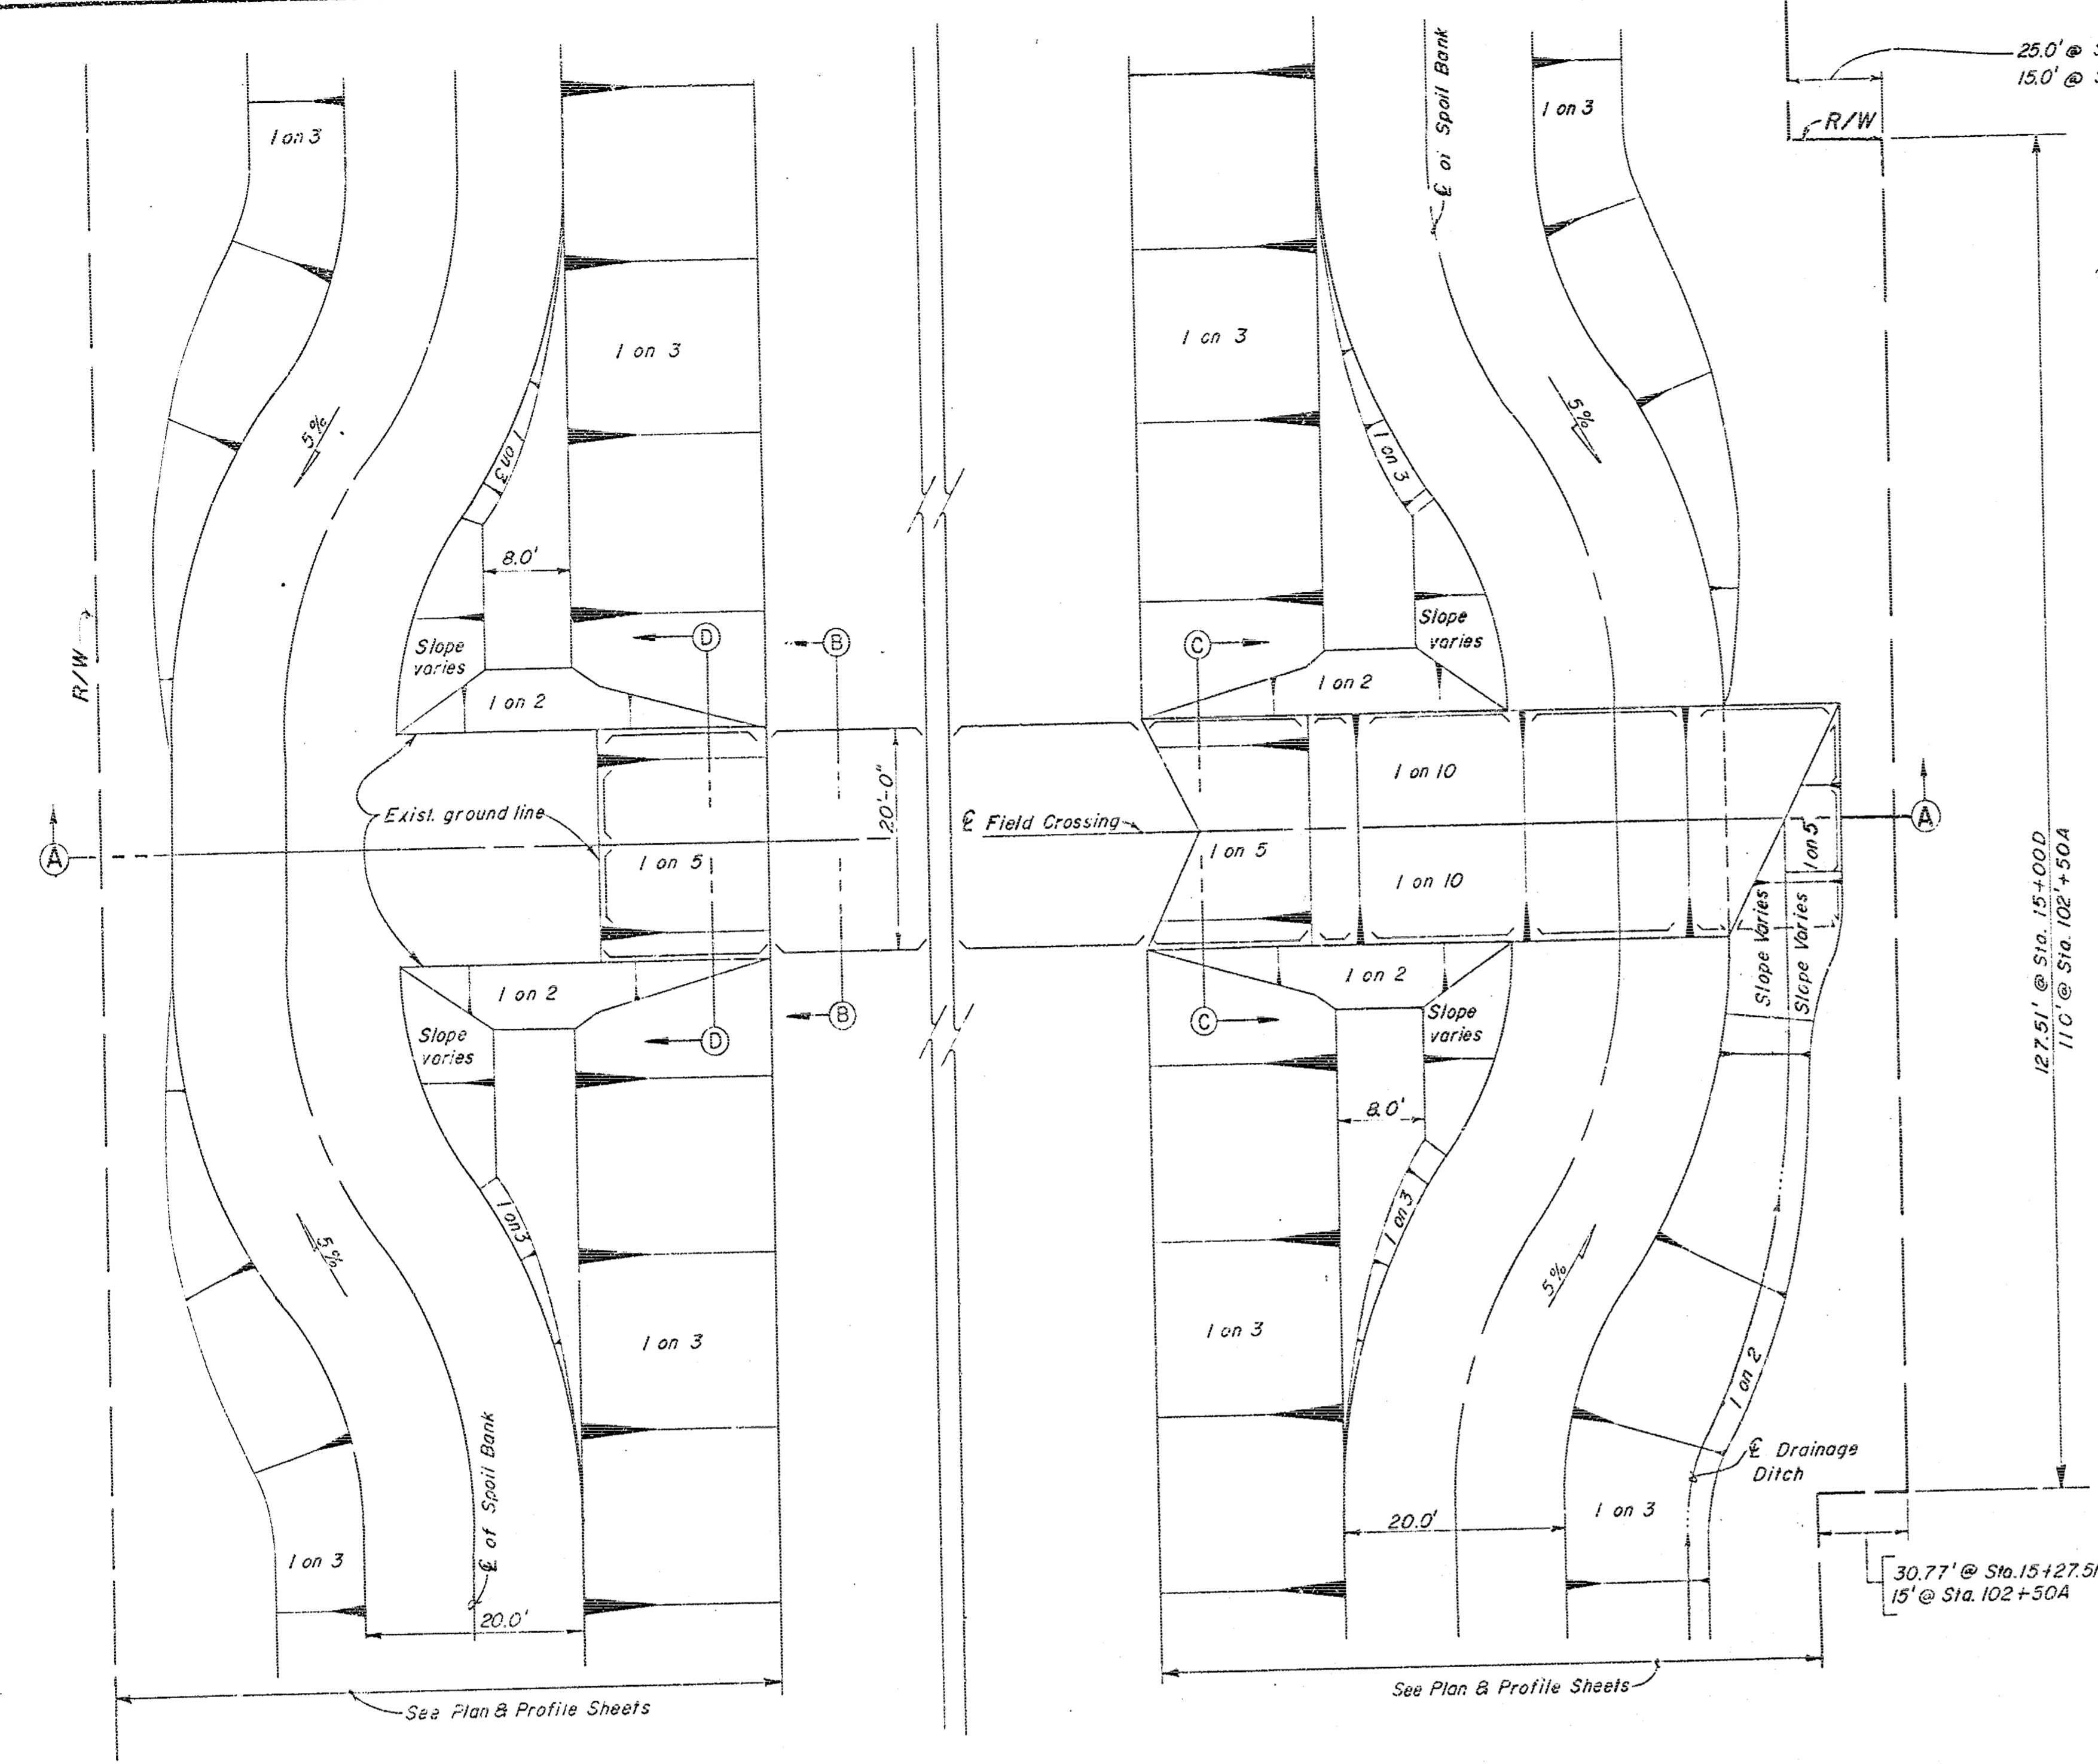 25.0' @
15.0' @
R/W
1 on 3
℄ of Spoil Bank
1 on 3
1 on 3
1 on 3
5%
5%
1 on 3
1 on 3
8.0'
R/W
Slope
varies
D
B
C
Slope
varies
1 on 2
1 on 2
20'-0"
Exist. ground line
1 on 5
℄ Field Crossing
1 on 5
1 on 10
1 on 10
1 on 5
A
A
Slope Varies
Slope Varies
1 on 2
1 on 2
Slope
varies
D
B
C
Slope
varies
8.0'
127.51' @ Sta. 15+00D
110' @ Sta. 102+50A
1 on 3
5%
1 on 3
5%
1 on 3
1 on 3
1 on 2
℄ Drainage
Ditch
℄ of Spoil Bank
1 on 3
20.0'
20.0'
1 on 3
30.77' @ Sta. 15+27.51
15' @ Sta. 102+50A
See Plan & Profile Sheets
See Plan & Profile Sheets